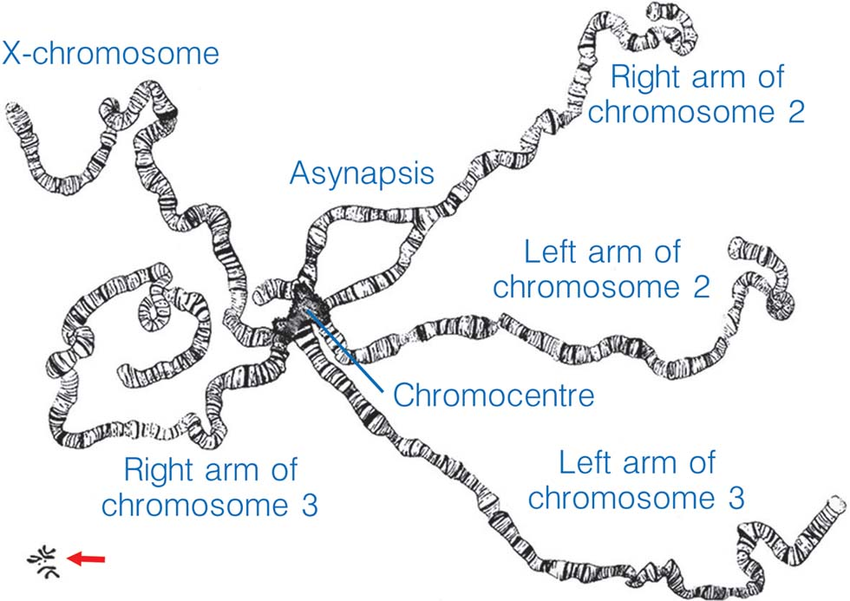 X-chromosome
Right arm of
chromosome 2
Asynapsis
Left arm of
chromosome 2
Chromocentre
Right arm of
chromosome 3
Left arm of
chromosome 3